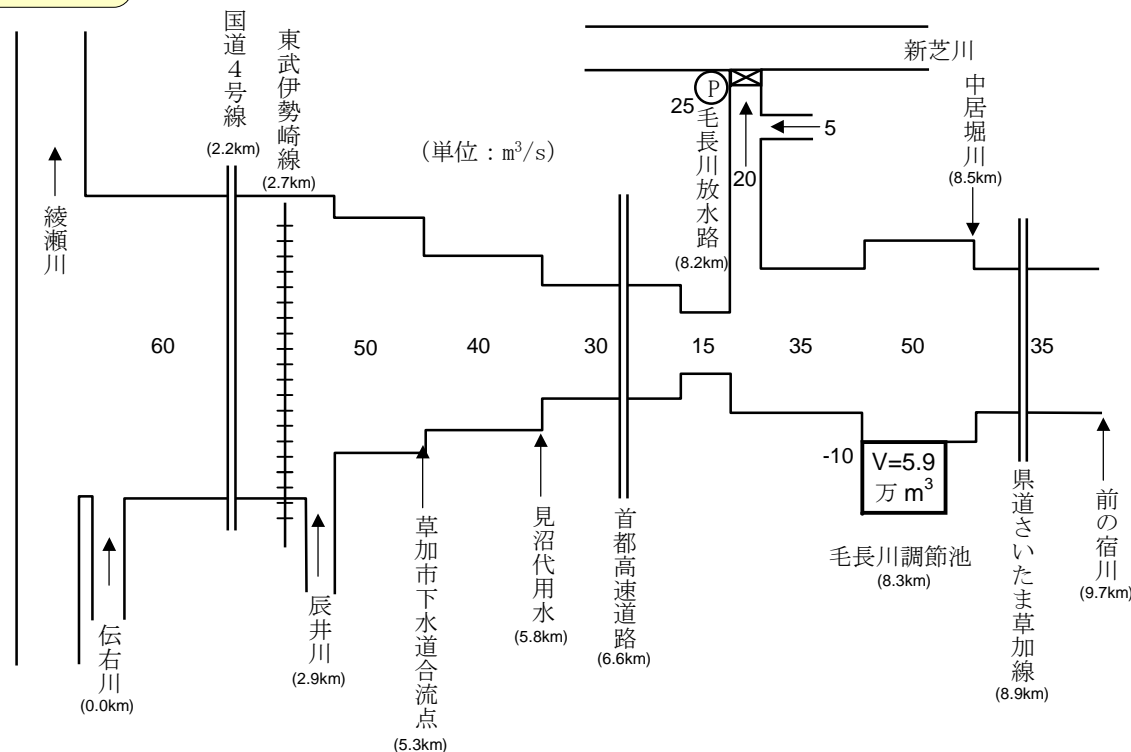 国道4号線
(2.2km)
東武伊勢崎線
(2.7km)
(単位：m³/s)
新芝川
P
25
毛長川放水路
(8.2km)
5
20
中居堀川
(8.5km)
綾瀬川
60
50
40
30
15
35
50
35
-10
V=5.9
万 m³
毛長川調節池
(8.3km)
伝右川
(0.0km)
辰井川
(2.9km)
草加市下水道合流点
(5.3km)
見沼代用水
(5.8km)
首都高速道路
(6.6km)
県道さいたま草加線
(8.9km)
前の宿川
(9.7km)